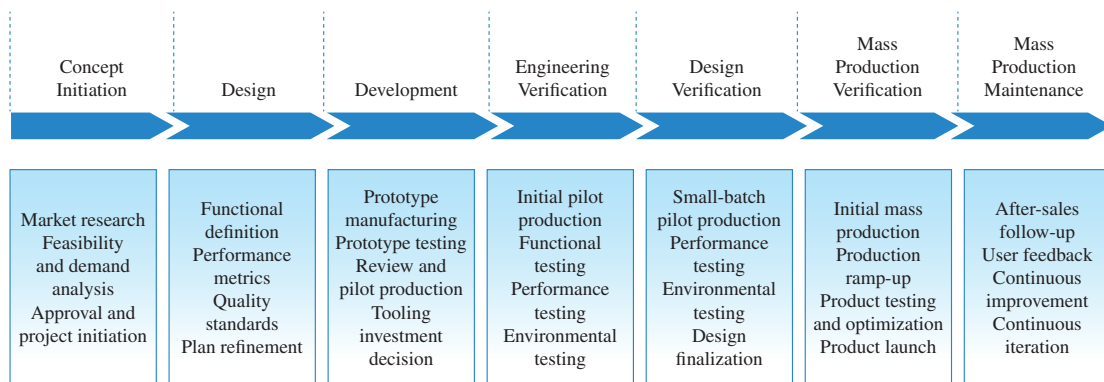 Concept
Initiation
Design
Development
Engineering
Verification
Design
Verification
Mass
Production
Verification
Mass
Production
Maintenance
Market research
Feasibility
and demand
analysis
Approval and
project initiation
Functional
definition
Performance
metrics
Quality
standards
Plan refinement
Prototype
manufacturing
Prototype testing
Review and
pilot production
Tooling
investment
decision
Initial pilot
production
Functional
testing
Performance
testing
Environmental
testing
Small-batch
pilot production
Performance
testing
Environmental
testing
Design
finalization
Initial mass
production
Production
ramp-up
Product testing
and optimization
Product launch
After-sales
follow-up
User feedback
Continuous
improvement
Continuous
iteration